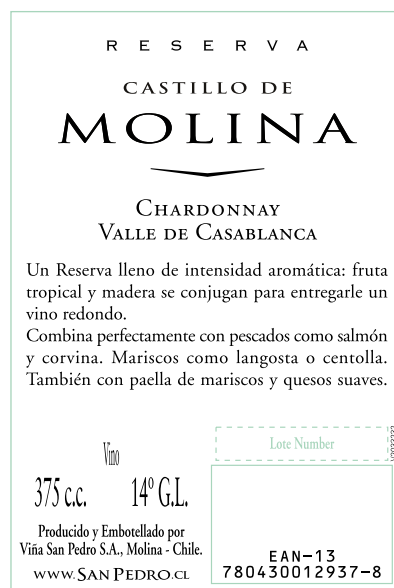 RESERVA
CASTILLO DE
MOLINA
CHARDONNAY
VALLE DE CASABLANCA
Un Reserva lleno de intensidad aromática: fruta
tropical y madera se conjugan para entregarle un
vino redondo.
Combina perfectamente con pescados como salmón
y corvina. Mariscos como langosta o centolla.
También con paella de mariscos y quesos suaves.
Lote Number
Vino
375 c.c. 14º G.L.
Producido y Embotellado por
Viña San Pedro S.A., Molina - Chile.
WWW.SANPEDRO.CL
EAN-13
780430012937-8